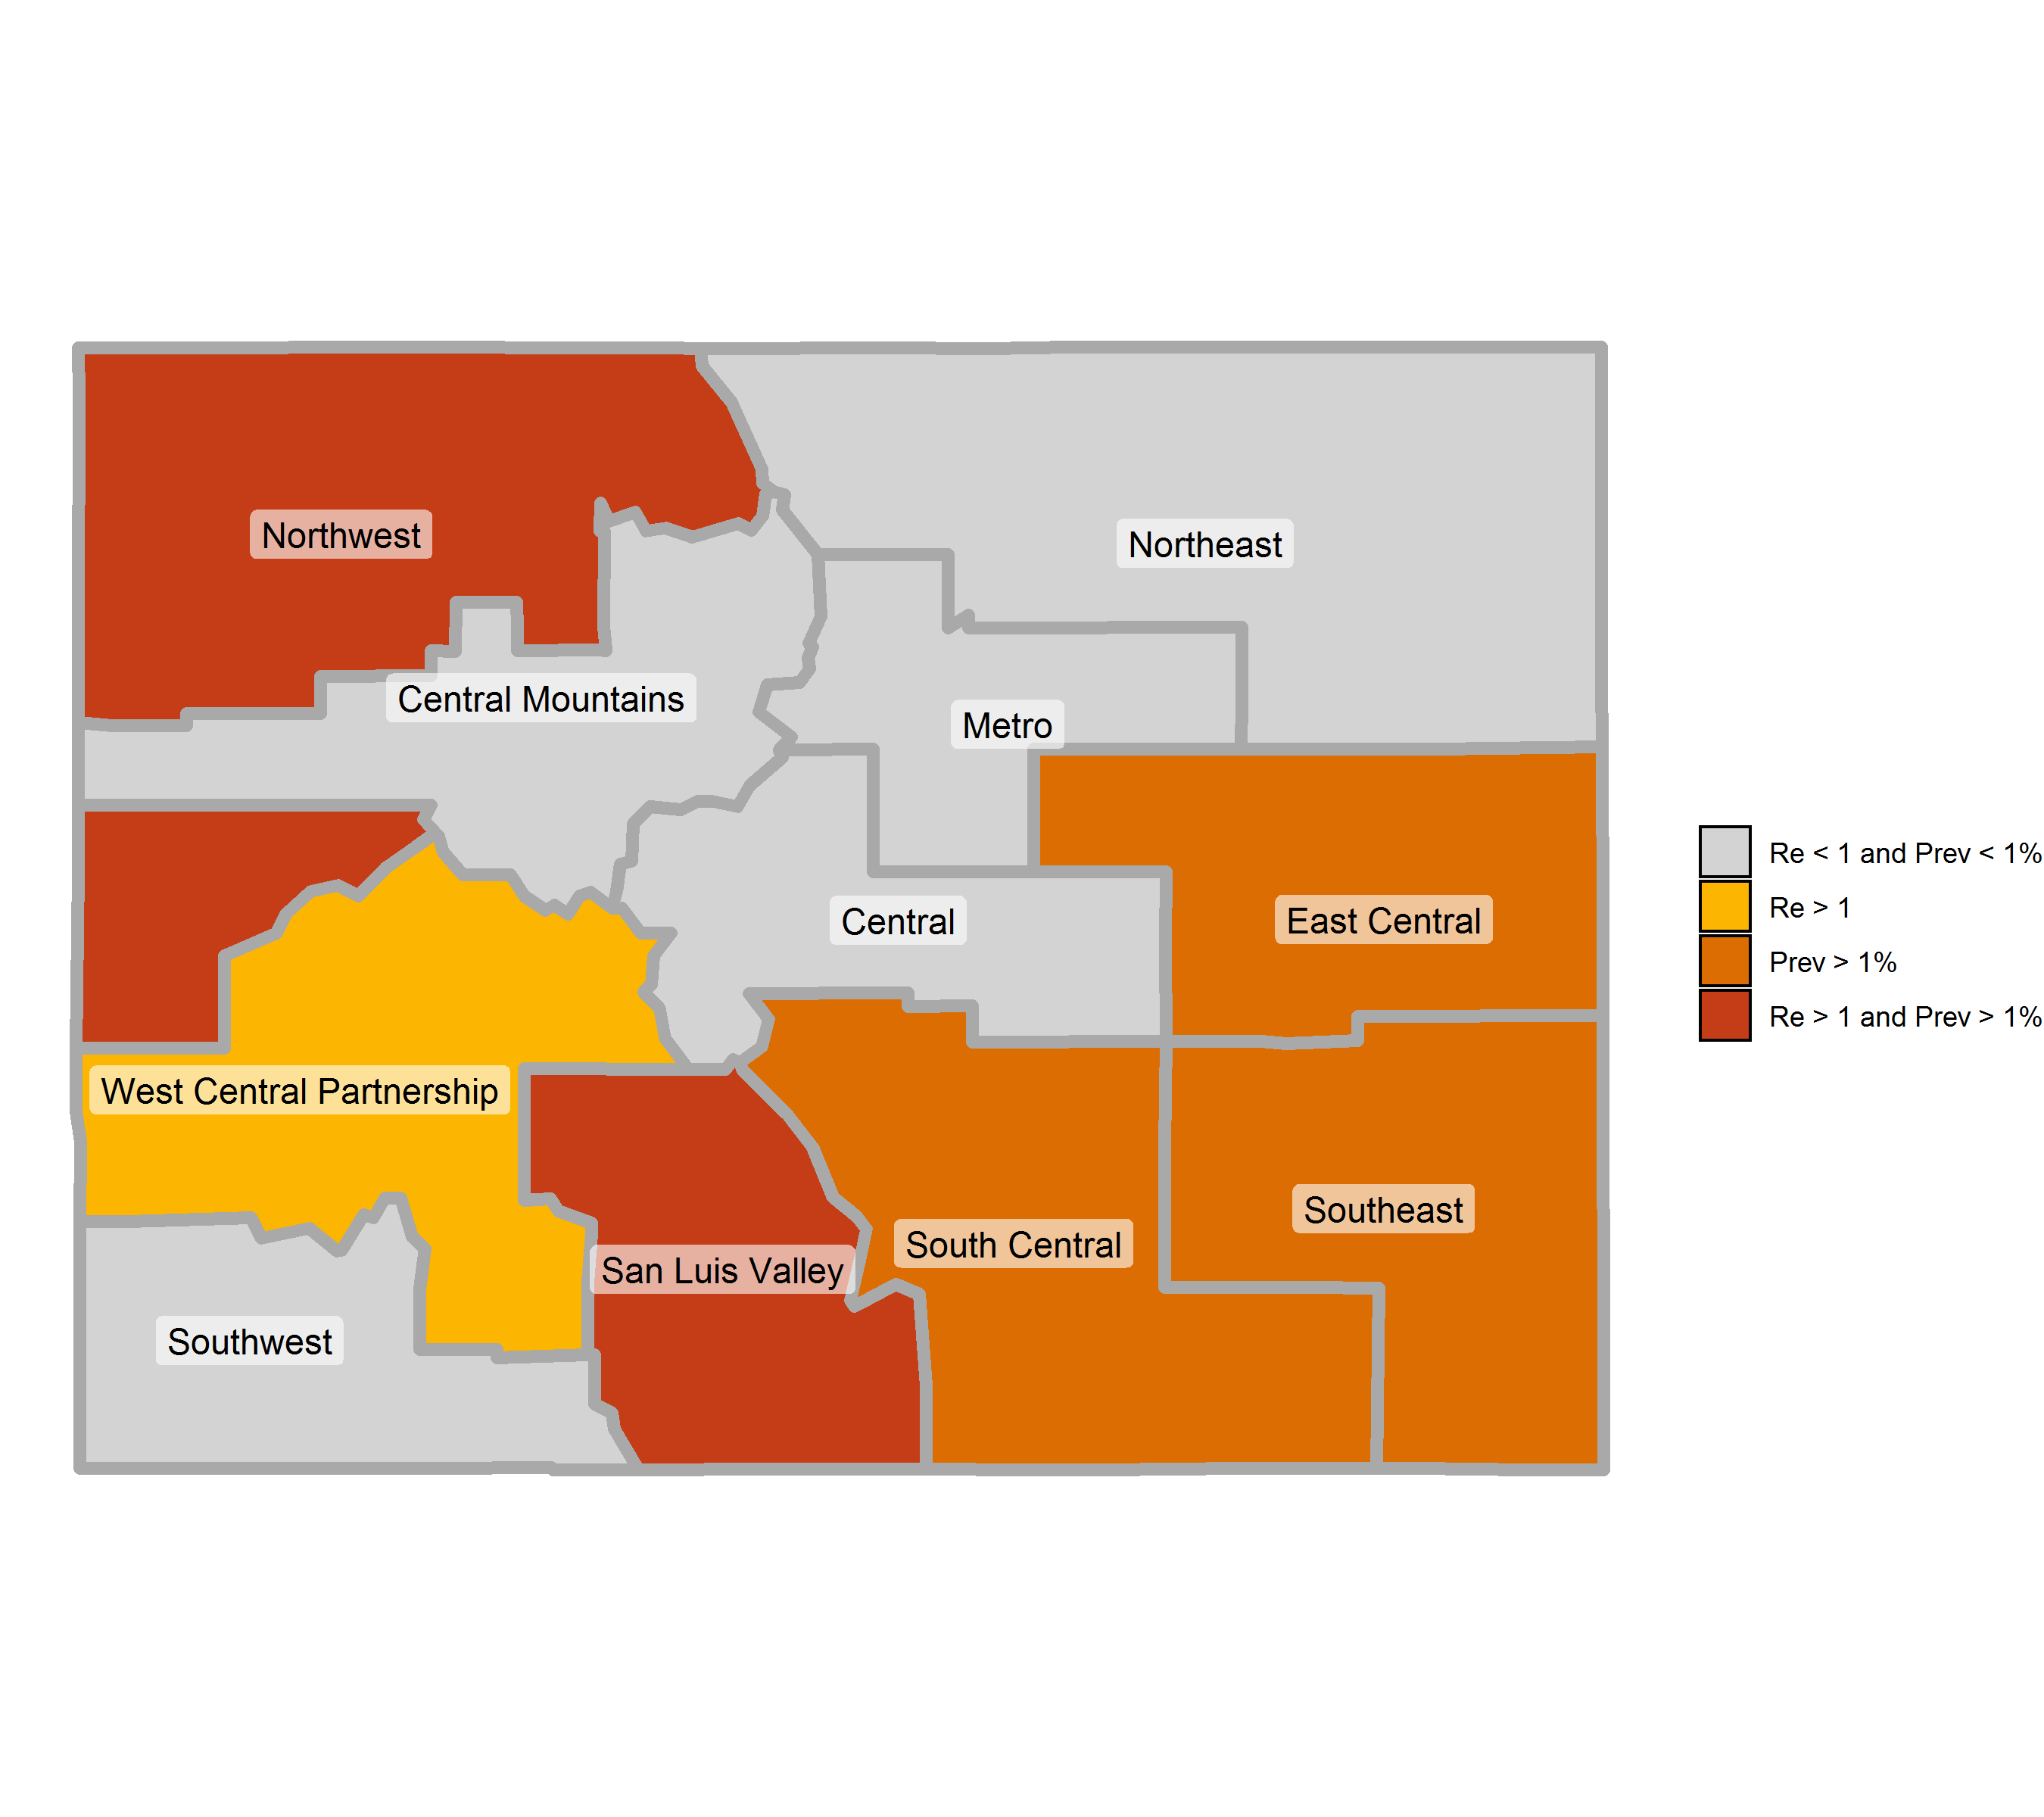 Northwest
Northeast
Central Mountains
Metro
Central
East Central
West Central Partnership
Southeast
South Central
San Luis Valley
Southwest
Re < 1 and Prev < 1%
Re > 1
Prev > 1%
Re > 1 and Prev > 1%